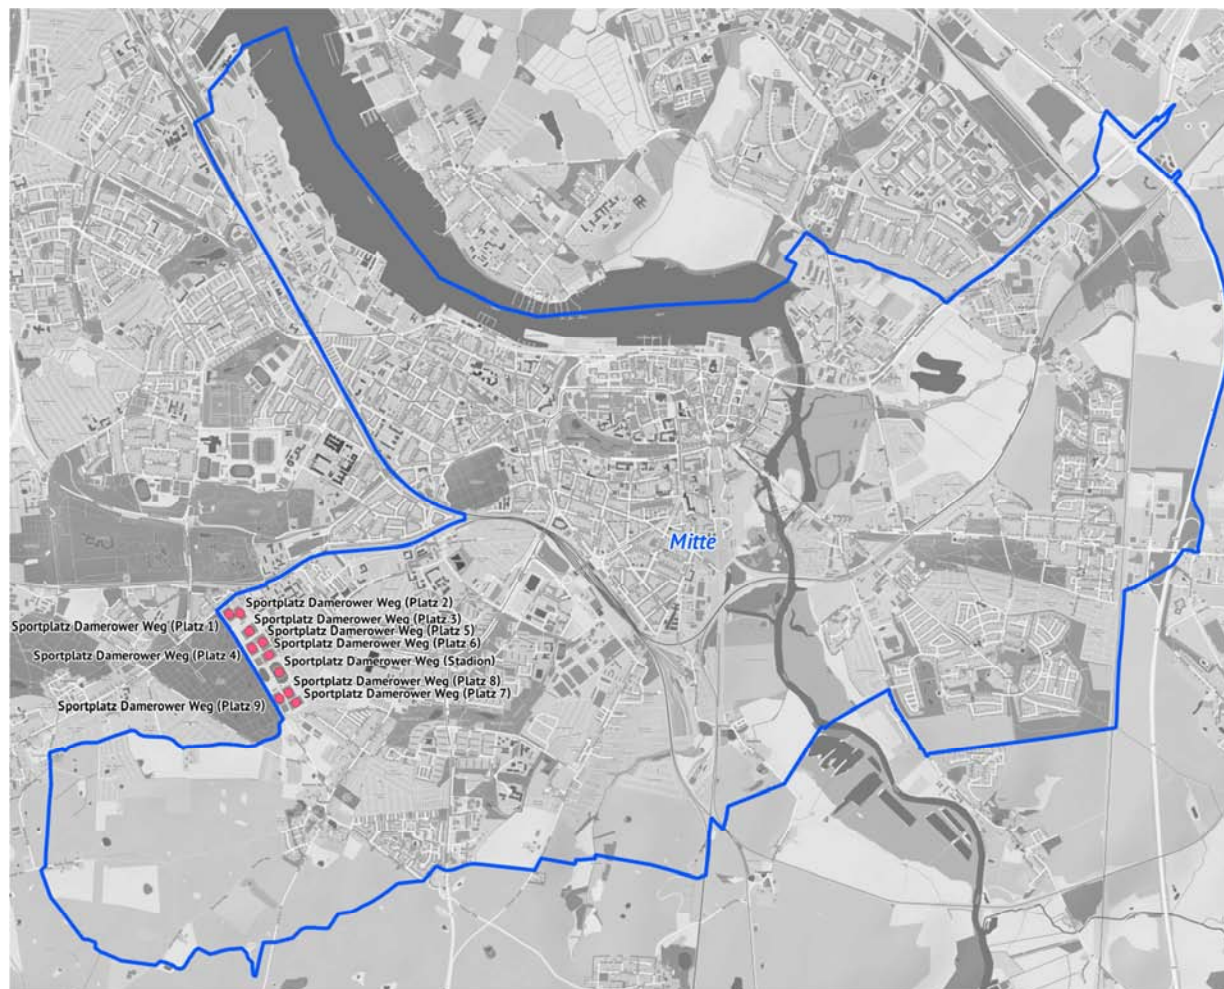 Mitte
Sportplatz Damerower Weg (Platz 2)
Sportplatz Damerower Weg (Platz 3)
Sportplatz Damerower Weg (Platz 1)
Sportplatz Damerower Weg (Platz 5)
Sportplatz Damerower Weg (Platz 6)
Sportplatz Damerower Weg (Platz 4)
Sportplatz Damerower Weg (Stadion)
Sportplatz Damerower Weg (Platz 8)
Sportplatz Damerower Weg (Platz 7)
Sportplatz Damerower Weg (Platz 9)